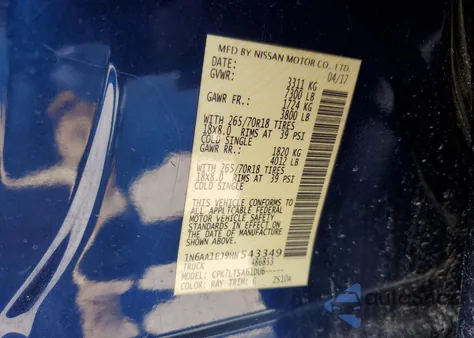 MFD BY NISSAN MOTOR CO., LTD.
DATE: 04/17
GVWR: 3311 KG
7300 LB
GAWR FR.: 1724 KG
3800 LB
WITH 265/70R18 TIRES
18X8.0 RIMS AT 39 PSI
COLD SINGLE
GAWR RR.: 1820 KG
4012 LB
WITH 265/70R18 TIRES
18X8.0 RIMS AT 39 PSI
COLD SINGLE
THIS VEHICLE CONFORMS TO
ALL APPLICABLE FEDERAL
MOTOR VEHICLE SAFETY
STANDARDS IN EFFECT ON
THE DATE OF MANUFACTURE
SHOWN ABOVE.
543349
TRUCK 486853
MODEL:
COLOR: RAY TRIM: G